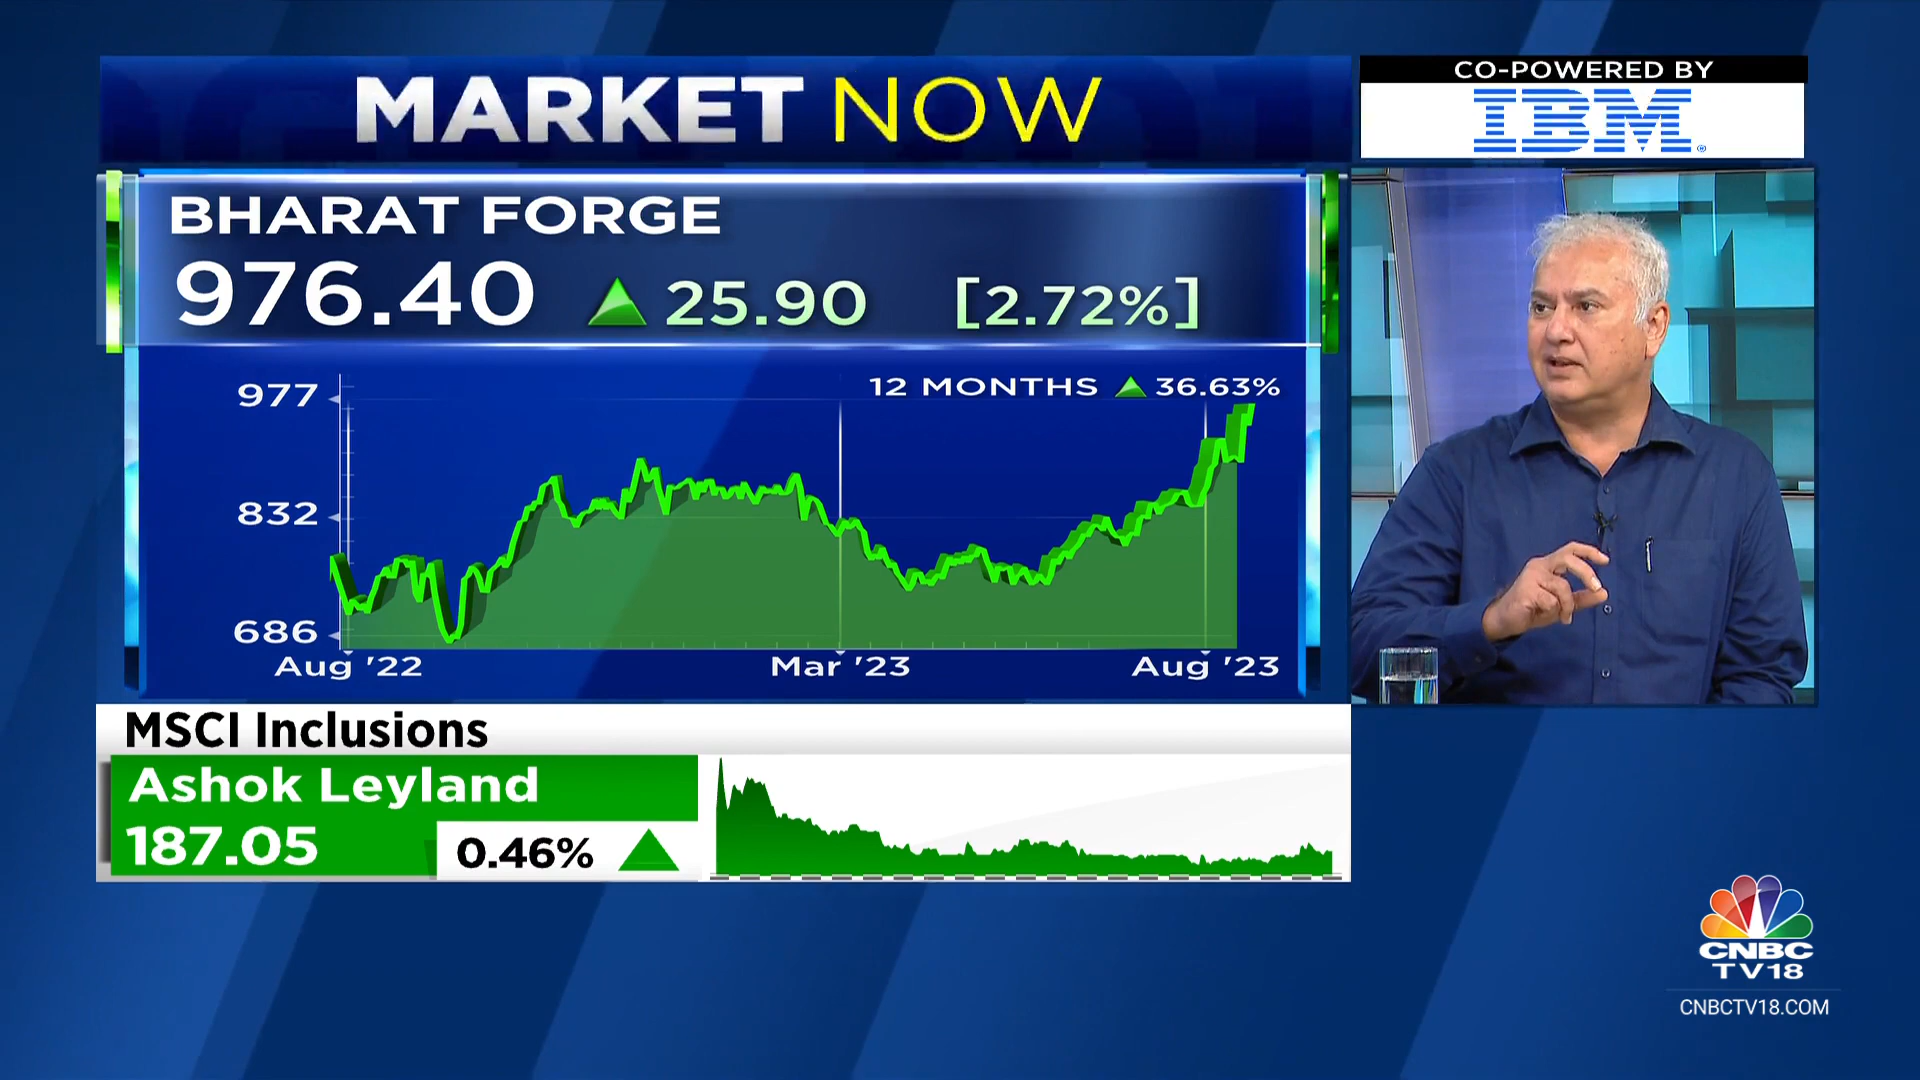 MARKET NOW
CO-POWERED BY
IBM®
BHARAT FORGE
976.40 ▲ 25.90 [2.72%]
12 MONTHS ▲ 36.63%
977
832
686
Aug '22 Mar '23 Aug '23
MSCI Inclusions
Ashok Leyland
187.05 0.46% ▲
CNBC
TV18
CNBCTV18.COM